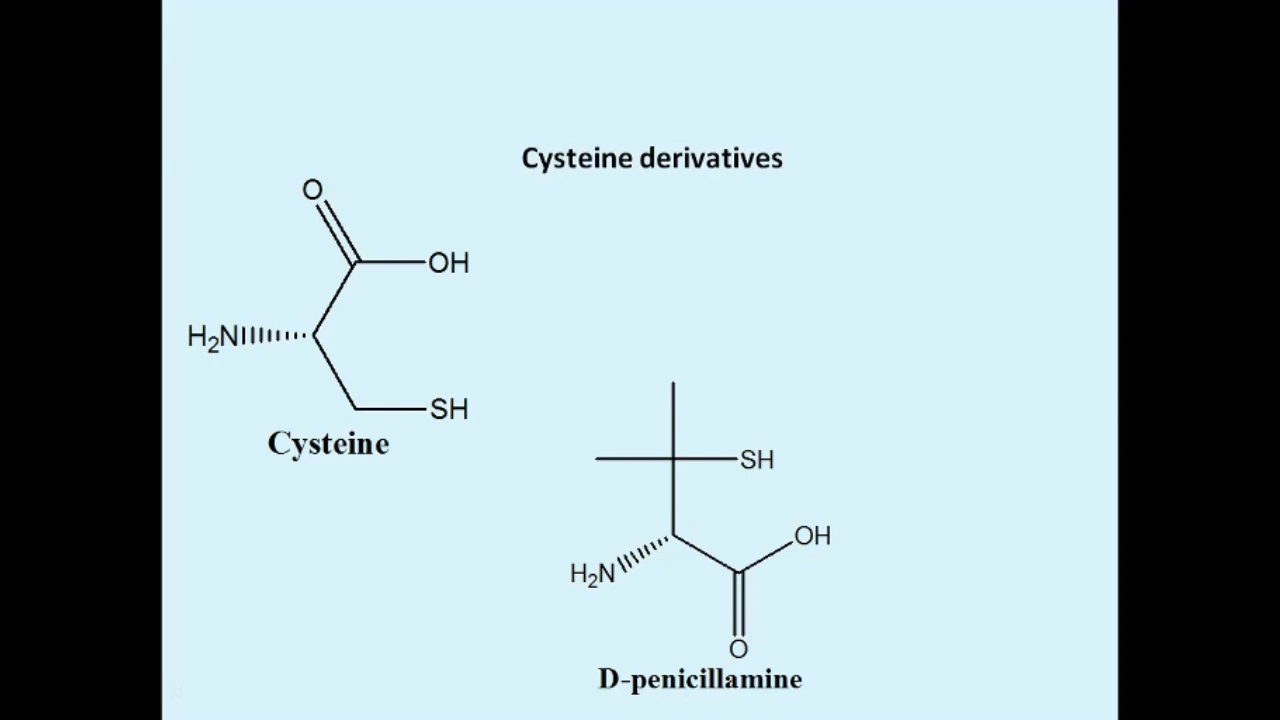 Cysteine derivatives
O
OH
H₂N
SH
Cysteine
SH
OH
H₂N
O
D-penicillamine